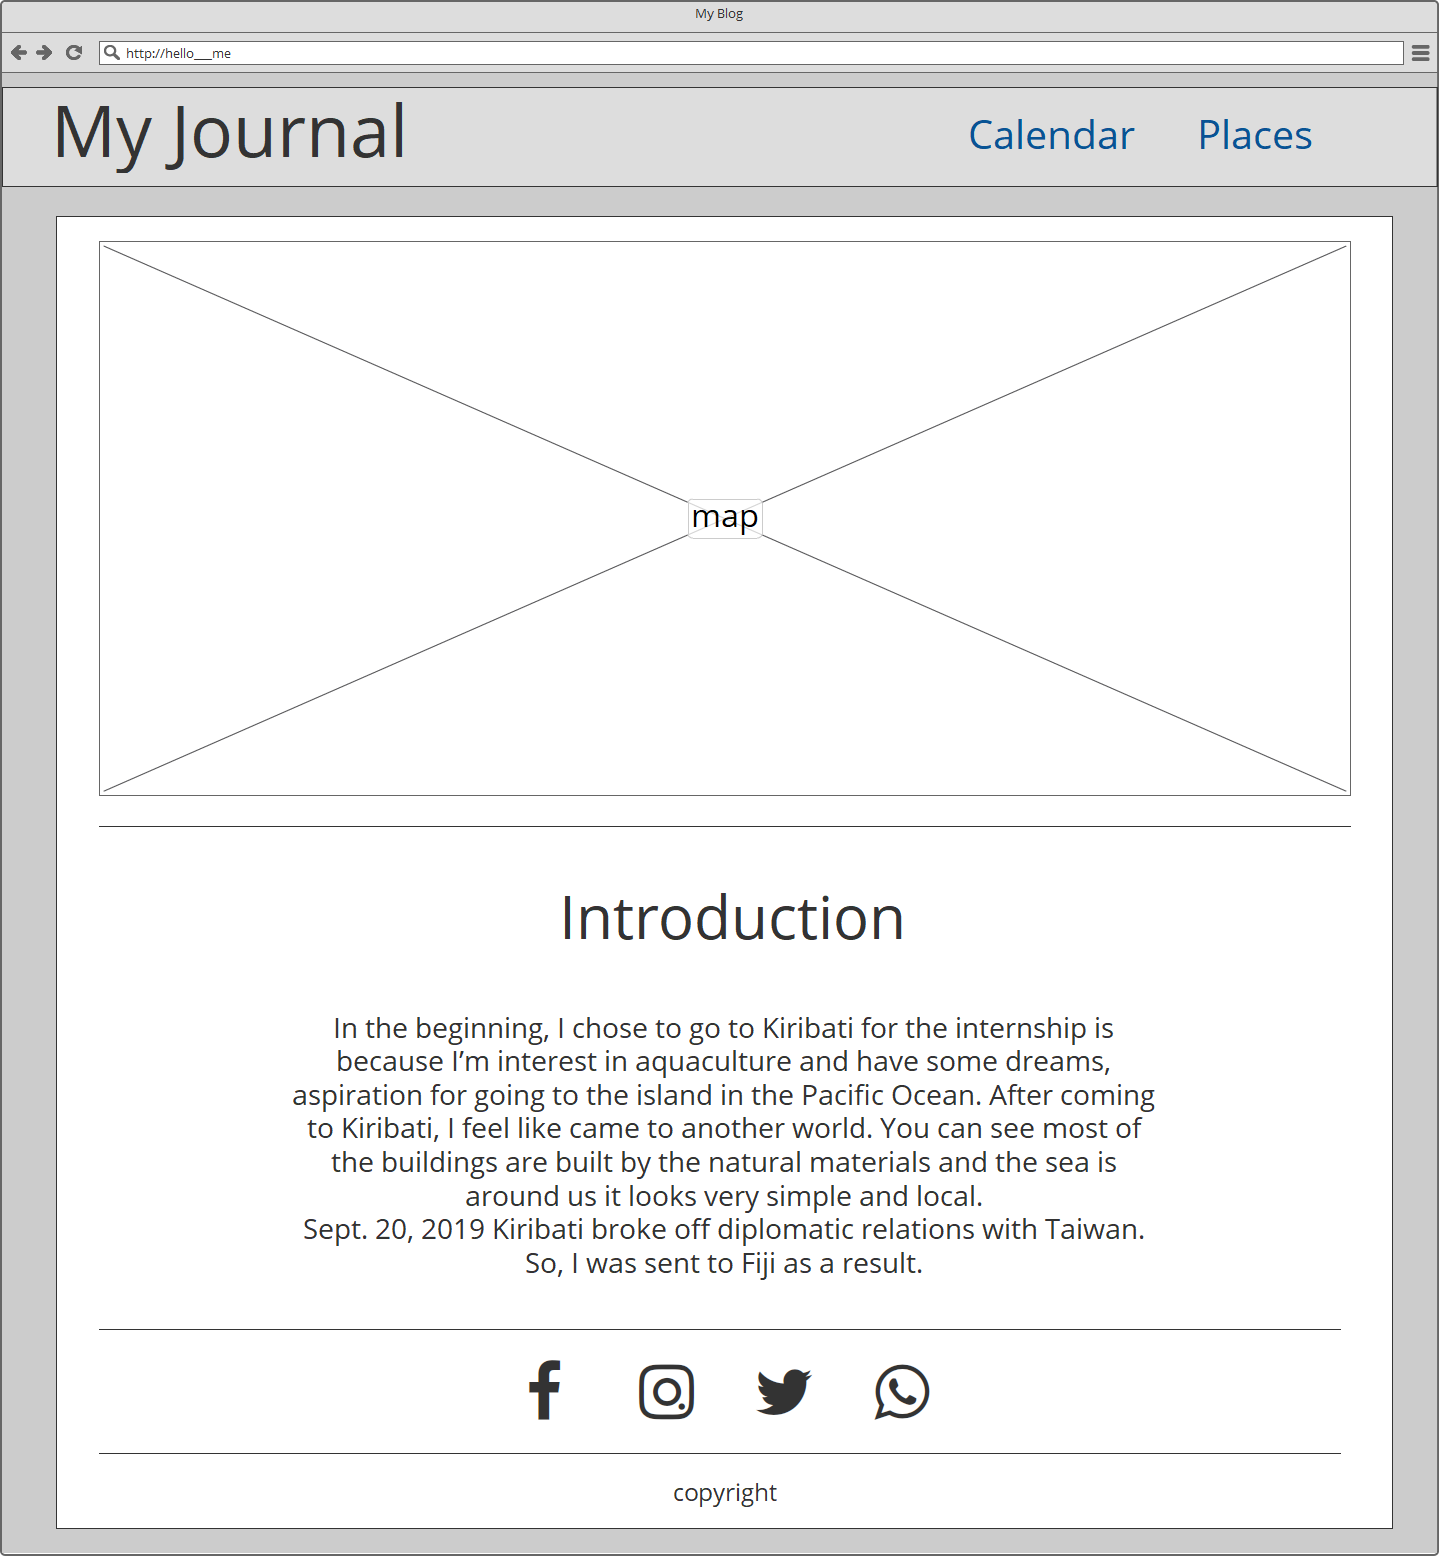 My Blog
http://hello___me
My Journal
Calendar Places
map
Introduction
In the beginning, I chose to go to Kiribati for the internship is
because I’m interest in aquaculture and have some dreams,
aspiration for going to the island in the Pacific Ocean. After coming
to Kiribati, I feel like came to another world. You can see most of
the buildings are built by the natural materials and the sea is
around us it looks very simple and local.
Sept. 20, 2019 Kiribati broke off diplomatic relations with Taiwan.
So, I was sent to Fiji as a result.
copyright